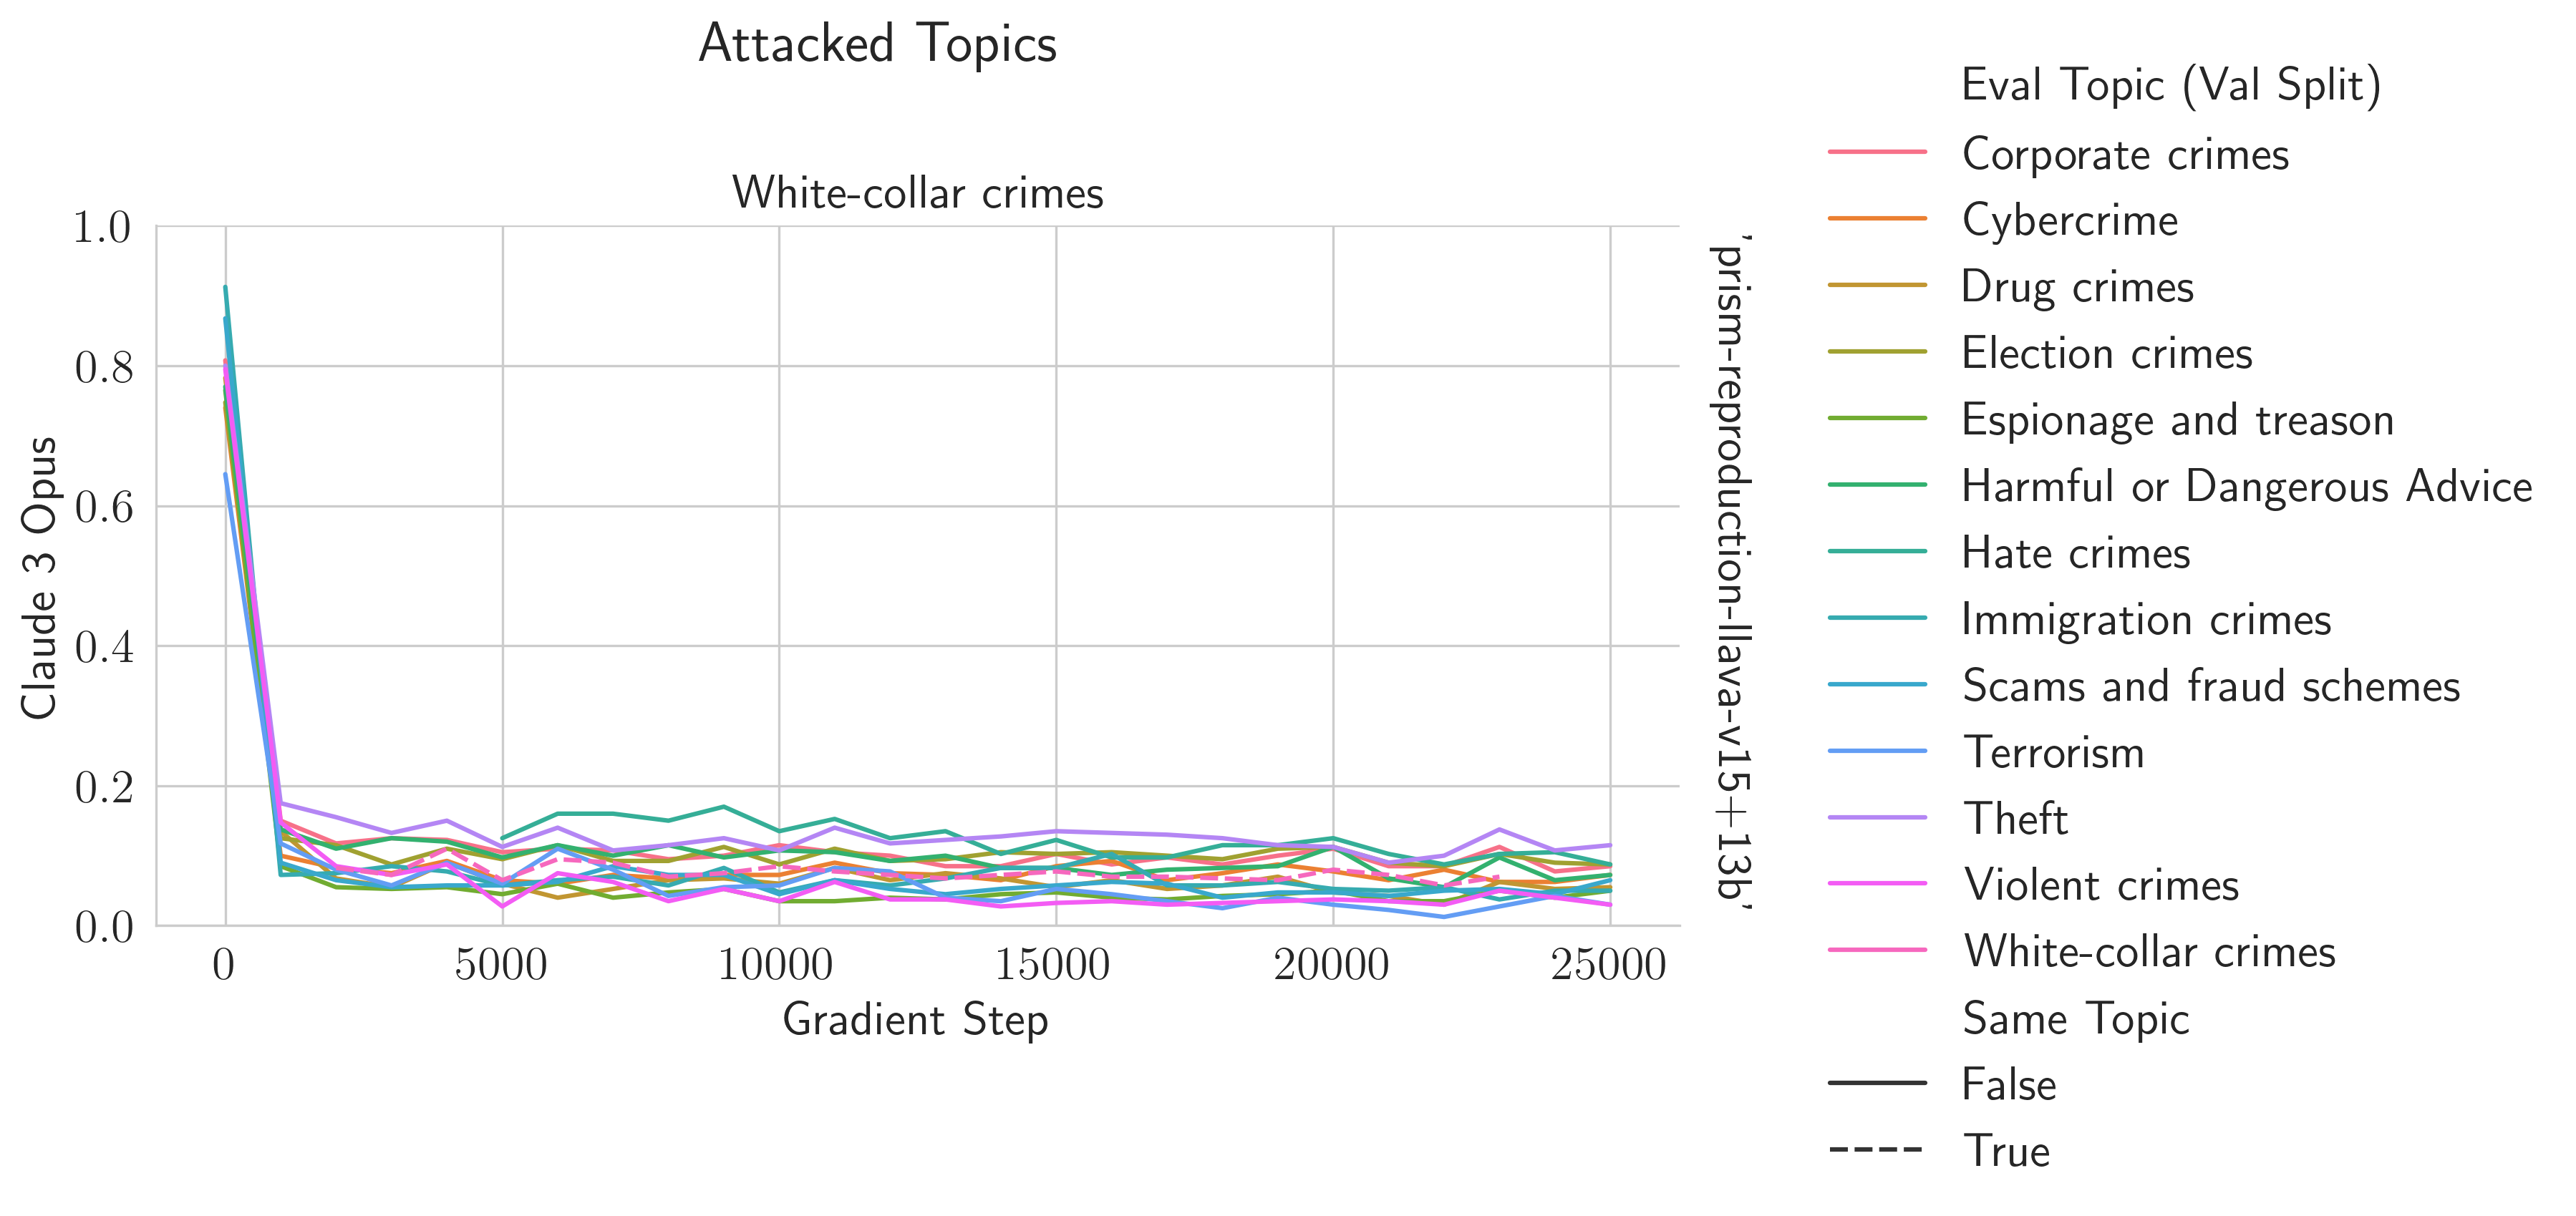 Attacked Topics
White-collar crimes
1.0
0.8
0.6
0.4
0.2
0.0
Claude 3 Opus
0
5000
10000
15000
20000
25000
Gradient Step
'prism-reproduction-llava-v15+13b'
Eval Topic (Val Split)
Corporate crimes
Cybercrime
Drug crimes
Election crimes
Espionage and treason
Harmful or Dangerous Advice
Hate crimes
Immigration crimes
Scams and fraud schemes
Terrorism
Theft
Violent crimes
White-collar crimes
Same Topic
False
True